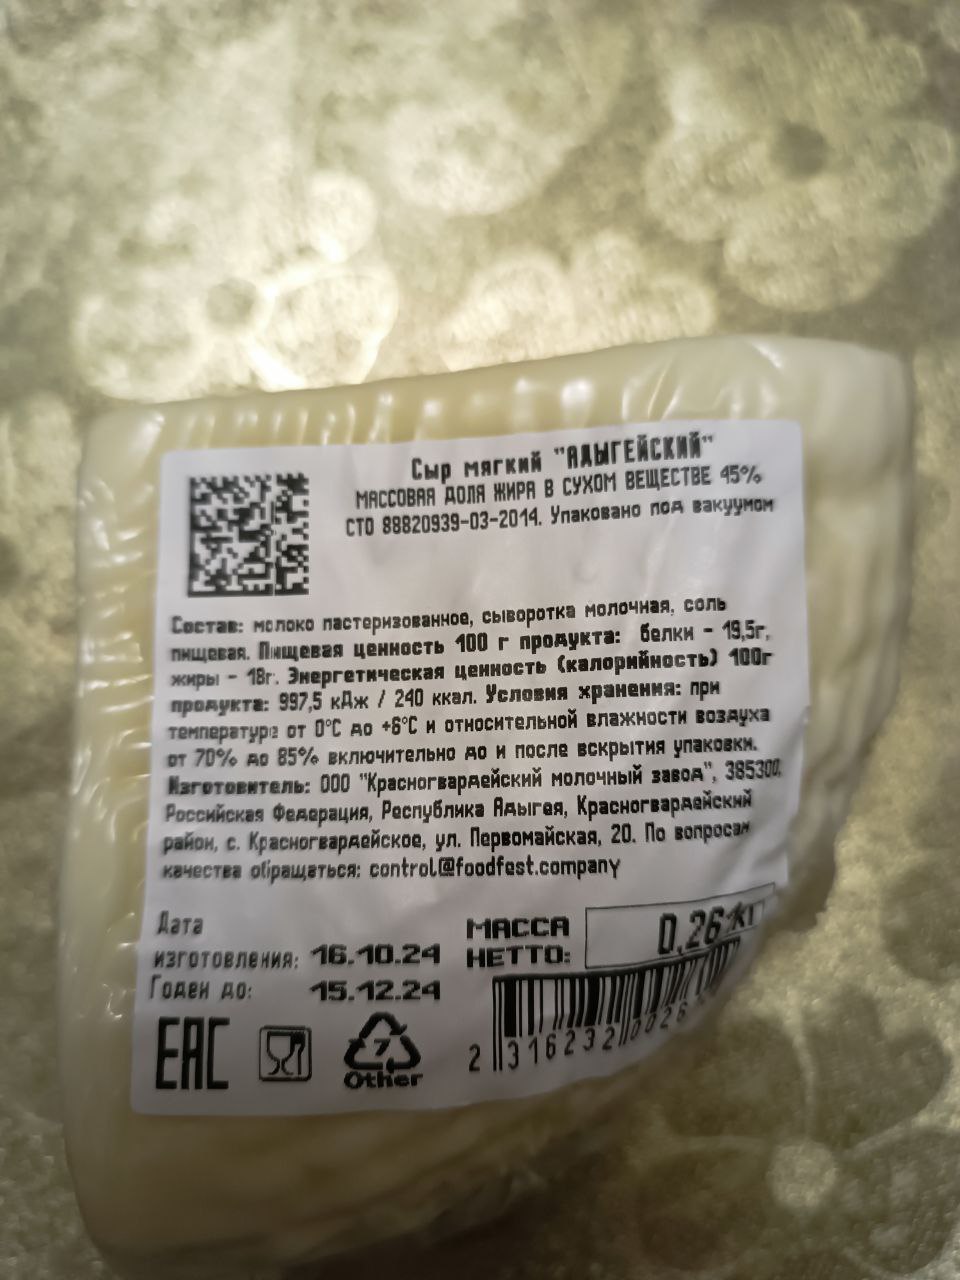 Сыр мягкий "АДЫГЕЙСКИЙ"
МАССОВАЯ ДОЛЯ ЖИРА В СУХОМ ВЕЩЕСТВЕ 45%
СТО 88820939-03-2014. Упаковано под вакуумом
Состав: молоко пастеризованное, сыворотка молочная, соль
пищевая. Пищевая ценность 100 г продукта: белки - 19,5г,
жиры - 18г. Энергетическая ценность (калорийность) 100г
продукта: 997,5 кДж / 240 ккал. Условия хранения: при
температуре от 0°С до +6°С и относительной влажности воздуха
от 70% до 85% включительно до и после вскрытия упаковки.
Изготовитель: ООО "Красногвардейский молочный завод", 385300,
Российская Федерация, Республика Адыгея, Красногвардейский
район, с. Красногвардейское, ул. Первомайская, 20. По вопросам
качества обращаться: control@foodfest.company
Дата
изготовления: 16.10.24
Годен до: 15.12.24
МАССА
НЕТТО:
кг
EAC
7
Other
2 316232